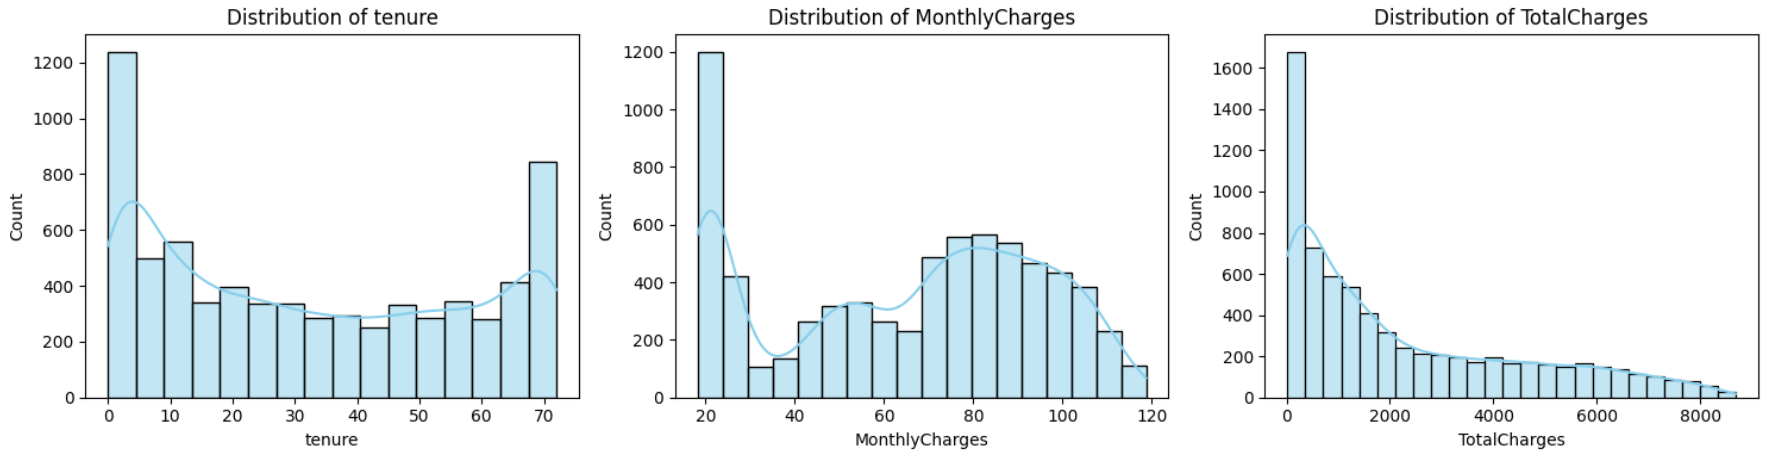 Distribution of tenure
1200
1000
800
600
400
200
0
Count
0 10 20 30 40 50 60 70
tenure
Distribution of MonthlyCharges
1200
1000
800
600
400
200
0
Count
20 40 60 80 100 120
MonthlyCharges
Distribution of TotalCharges
1600
1400
1200
1000
800
600
400
200
0
Count
0 2000 4000 6000 8000
TotalCharges